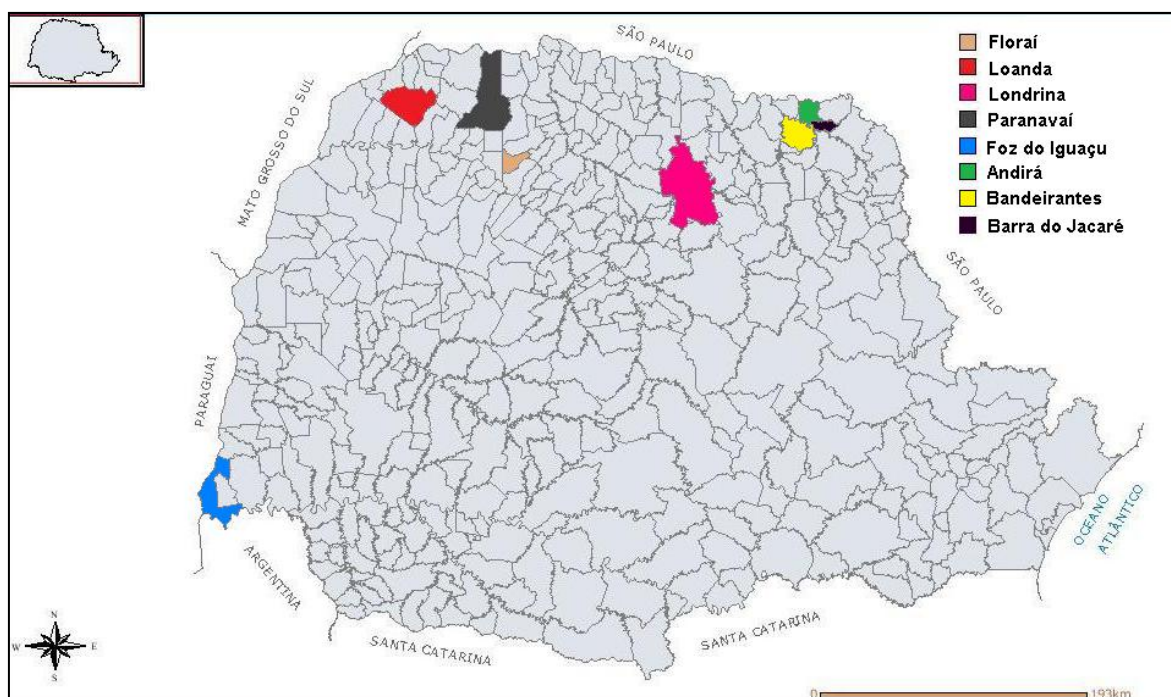 SÃO PAULO
Floraí
Loanda
Londrina
Paranavaí
Foz do Iguaçu
Andirá
Bandeirantes
Barra do Jacaré
MATO GROSSO DO SUL
SÃO PAULO
PARAGUAI
OCEANO
ATLÂNTICO
ARGENTINA
SANTA CATARINA
SANTA CATARINA
N
W
E
S
0
193km